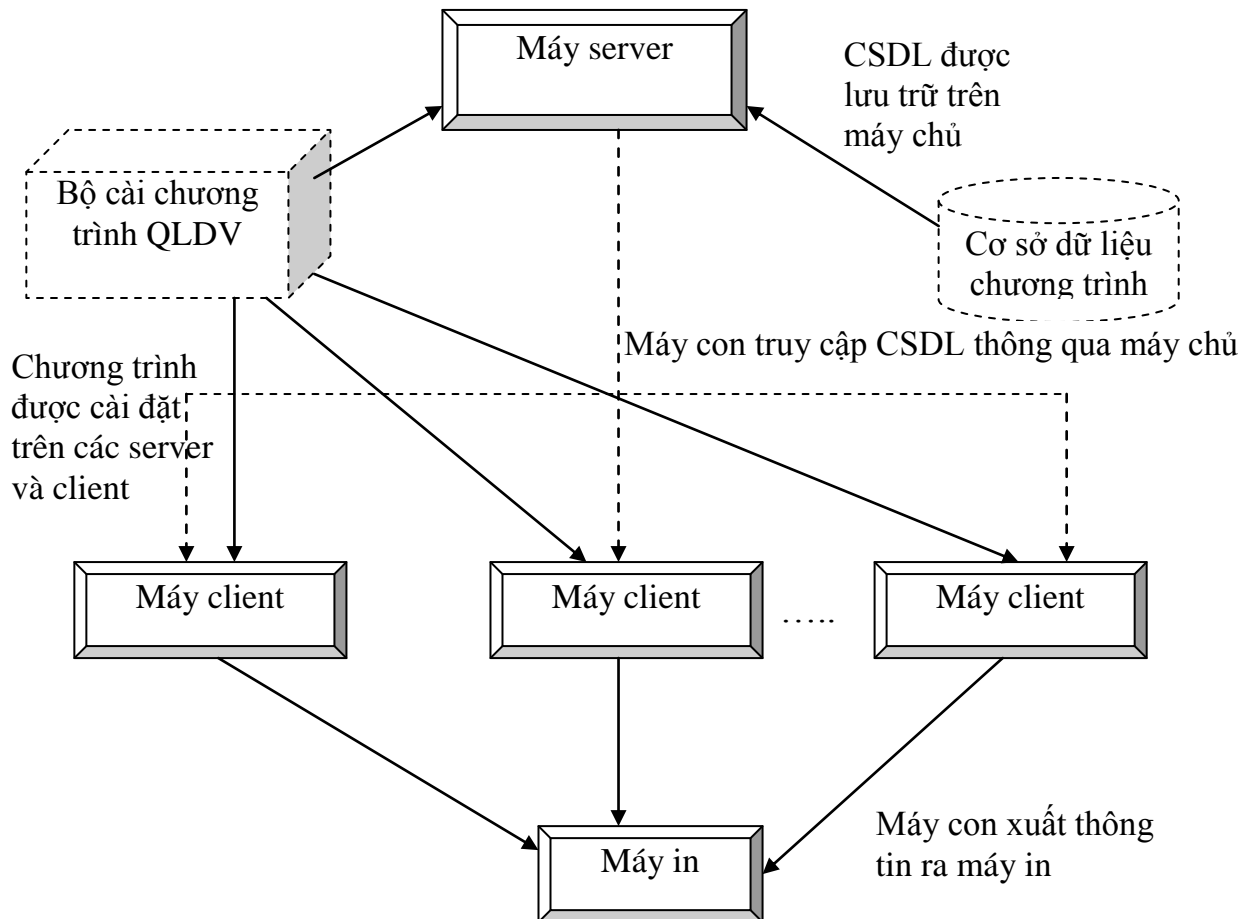 Máy server
CSDL được
lưu trữ trên
máy chủ
Bộ cài chương
trình QLDV
Cơ sở dữ liệu
chương trình
Máy con truy cập CSDL thông qua máy chủ
Chương trình
được cài đặt
trên các server
và client
Máy client
Máy client
…..
Máy client
Máy con xuất thông
tin ra máy in
Máy in